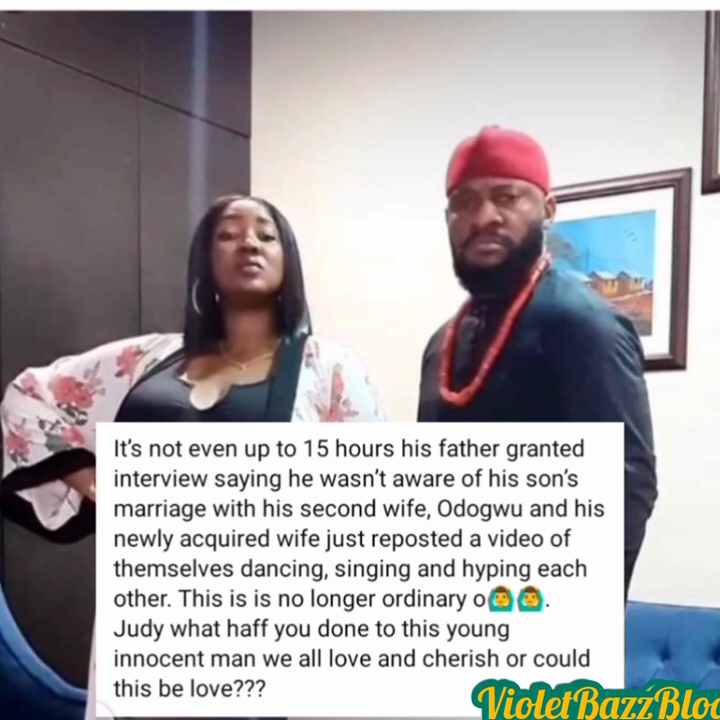 It's not even up to 15 hours his father granted
interview saying he wasn't aware of his son's
marriage with his second wife, Odogwu and his
newly acquired wife just reposted a video of
themselves dancing, singing and hyping each
other. This is is no longer ordinary o🙆‍♂️🙆‍♂️.
Judy what haff you done to this young
innocent man we all love and cherish or could
this be love???
VioletBazzBlog